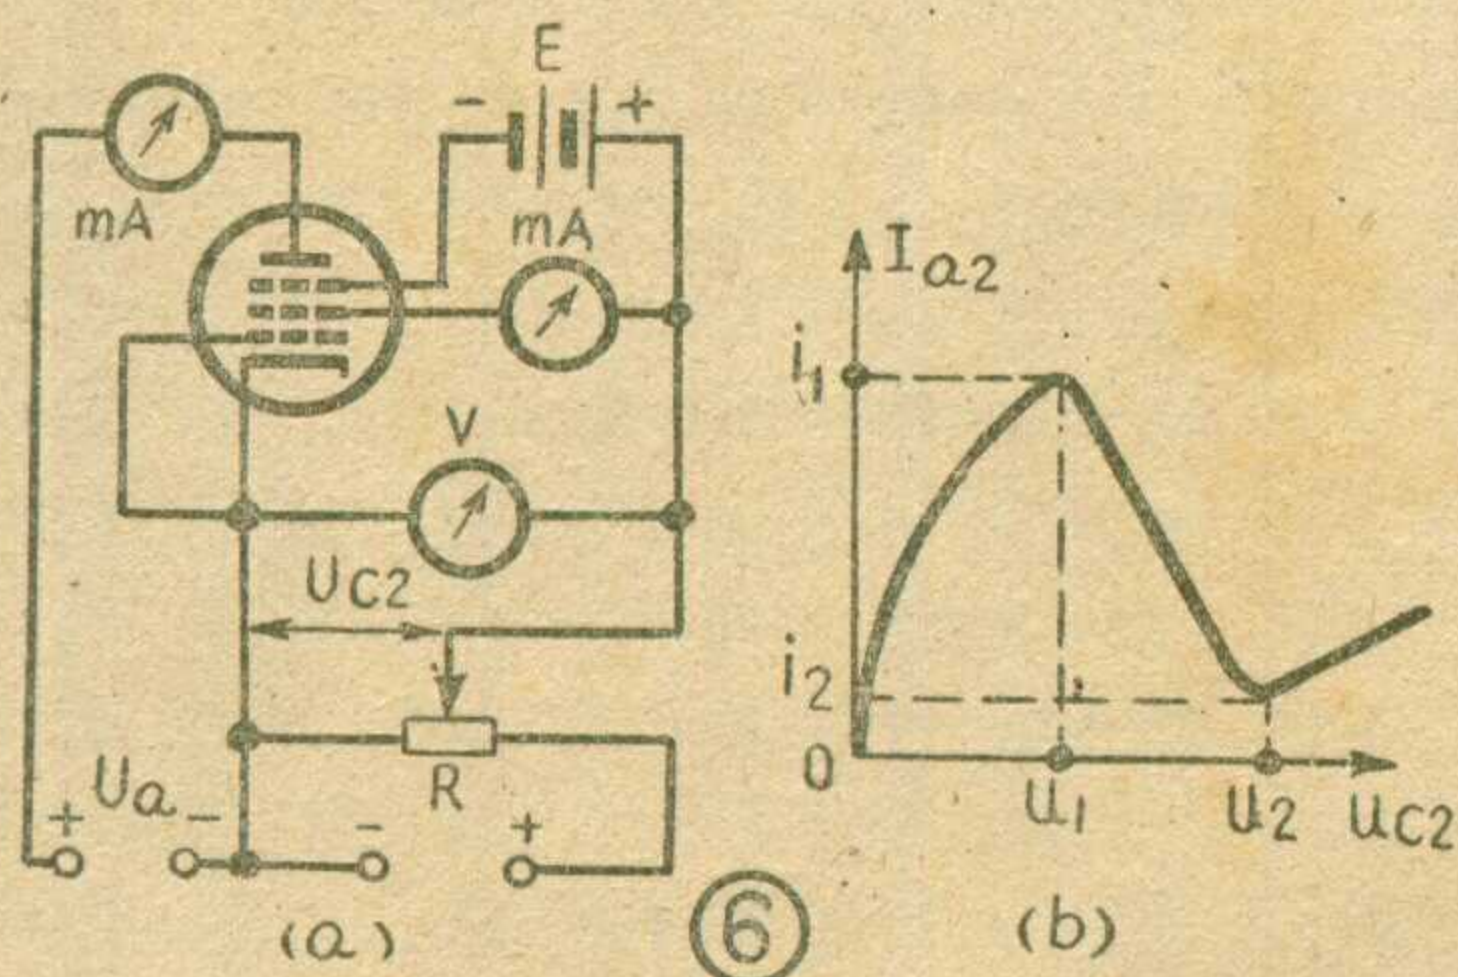 E
- +
mA
mA
V
UC2
R
+ Ua - - +
(a)
6
Ia2
i1
i2
0
U1 U2 UC2
(b)